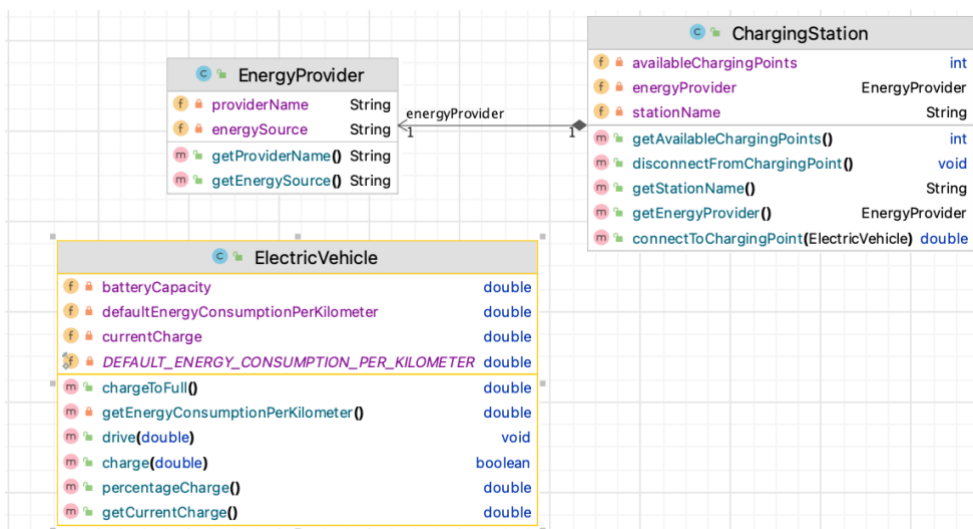 C EnergyProvider
f providerName String
f energySource String
m getProviderName() String
m getEnergySource() String
energyProvider
1 1
C ChargingStation
f availableChargingPoints int
f energyProvider EnergyProvider
f stationName String
m getAvailableChargingPoints() int
m disconnectFromChargingPoint() void
m getStationName() String
m getEnergyProvider() EnergyProvider
m connectToChargingPoint(ElectricVehicle) double
C ElectricVehicle
f batteryCapacity double
f defaultEnergyConsumptionPerKilometer double
f currentCharge double
f DEFAULT_ENERGY_CONSUMPTION_PER_KILOMETER double
m chargeToFull() double
m getEnergyConsumptionPerKilometer() double
m drive(double) void
m charge(double) boolean
m percentageCharge() double
m getCurrentCharge() double